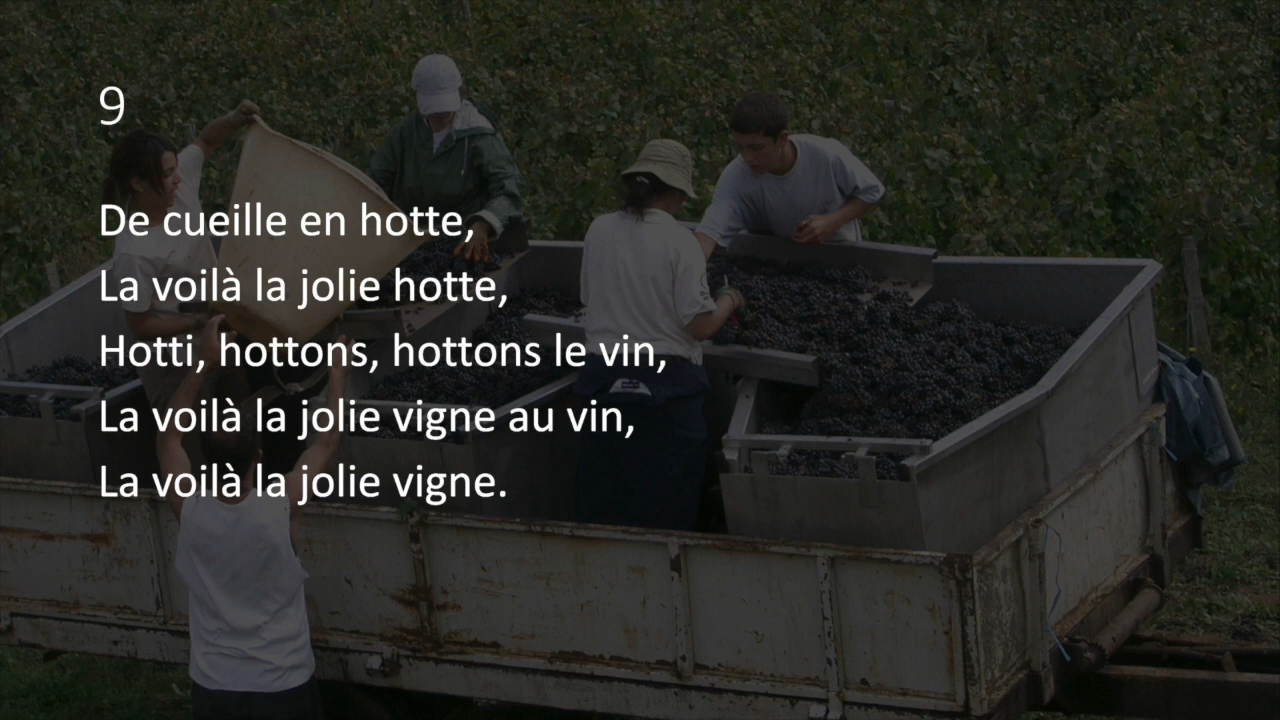 9
De cueille en hotte,
La voilà la jolie hotte,
Hotti, hottons, hottons le vin,
La voilà la jolie vigne au vin,
La voilà la jolie vigne.